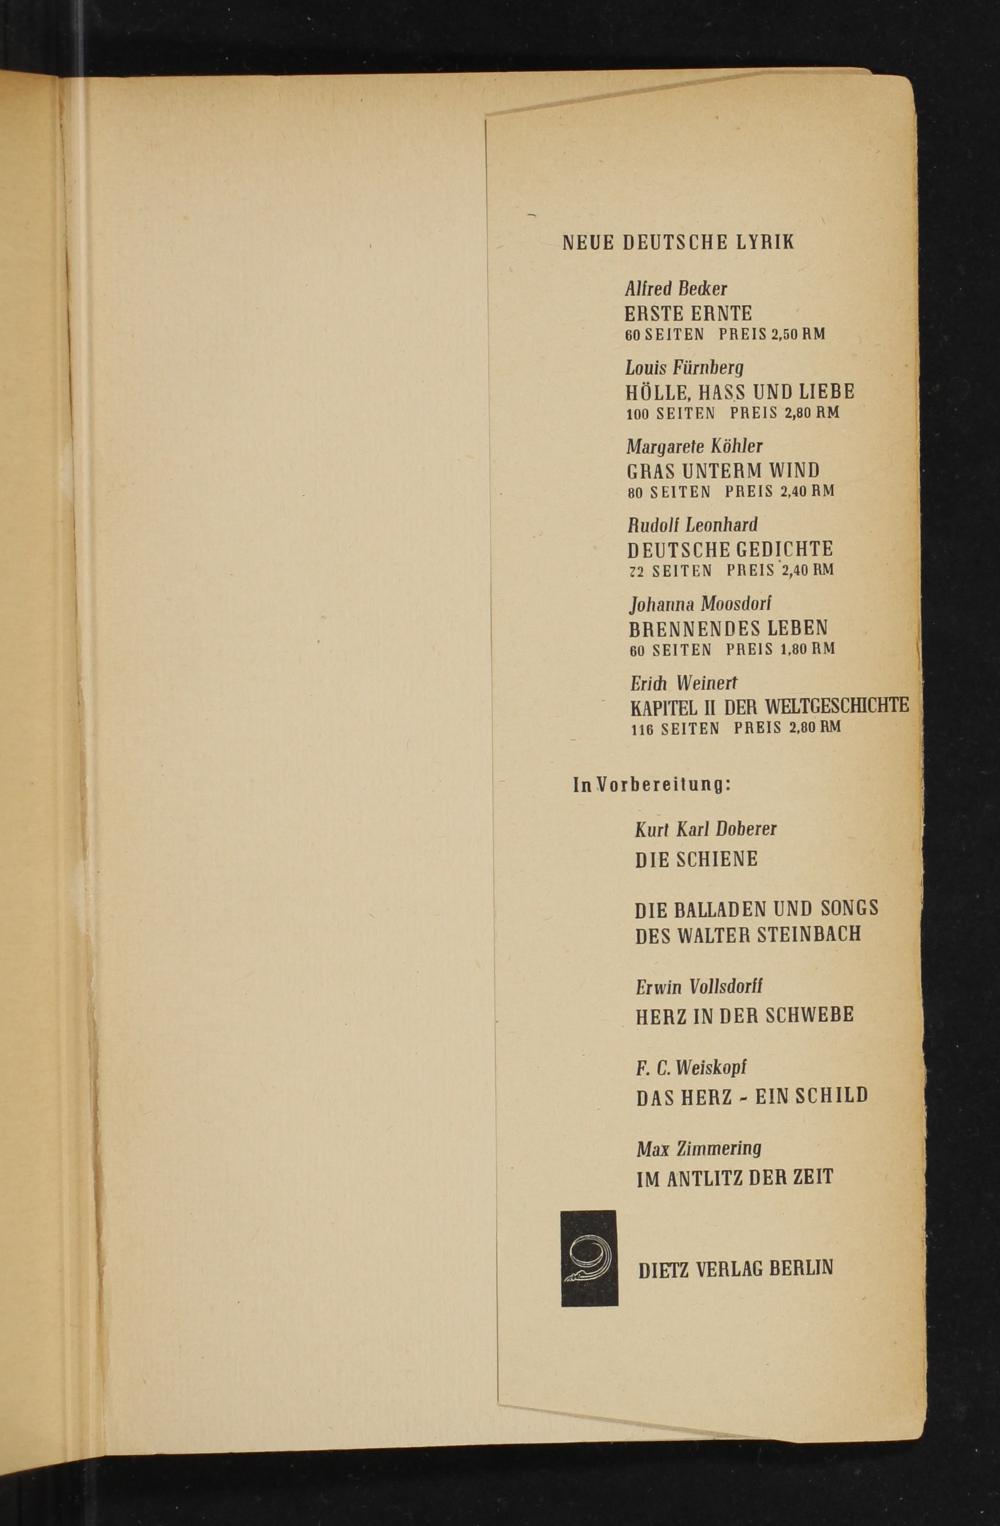 NEUE DEUTSCHE LYRIK
Alfred Becker
ERSTE ERNTE
60 SEITEN PREIS 2,50 RM
Louis Fürnberg
HÖLLE, HASS UND LIEBE
100 SEITEN PREIS 2,80 RM
Margarete Köhler
GRAS UNTERM WIND
80 SEITEN PREIS 2,40 RM
Rudolf Leonhard
DEUTSCHE GEDICHTE
72 SEITEN PREIS 2,40 RM
Johanna Moosdorf
BRENNENDES LEBEN
60 SEITEN PREIS 1,80 RM
Erich Weinert
KAPITEL II DER WELTGESCHICHTE
116 SEITEN PREIS 2,80 RM
In Vorbereitung:
Kurt Karl Doberer
DIE SCHIENE
DIE BALLADEN UND SONGS
DES WALTER STEINBACH
Erwin Vollsdorff
HERZ IN DER SCHWEBE
F. C. Weiskopf
DAS HERZ - EIN SCHILD
Max Zimmering
IM ANTLITZ DER ZEIT
DIETZ VERLAG BERLIN